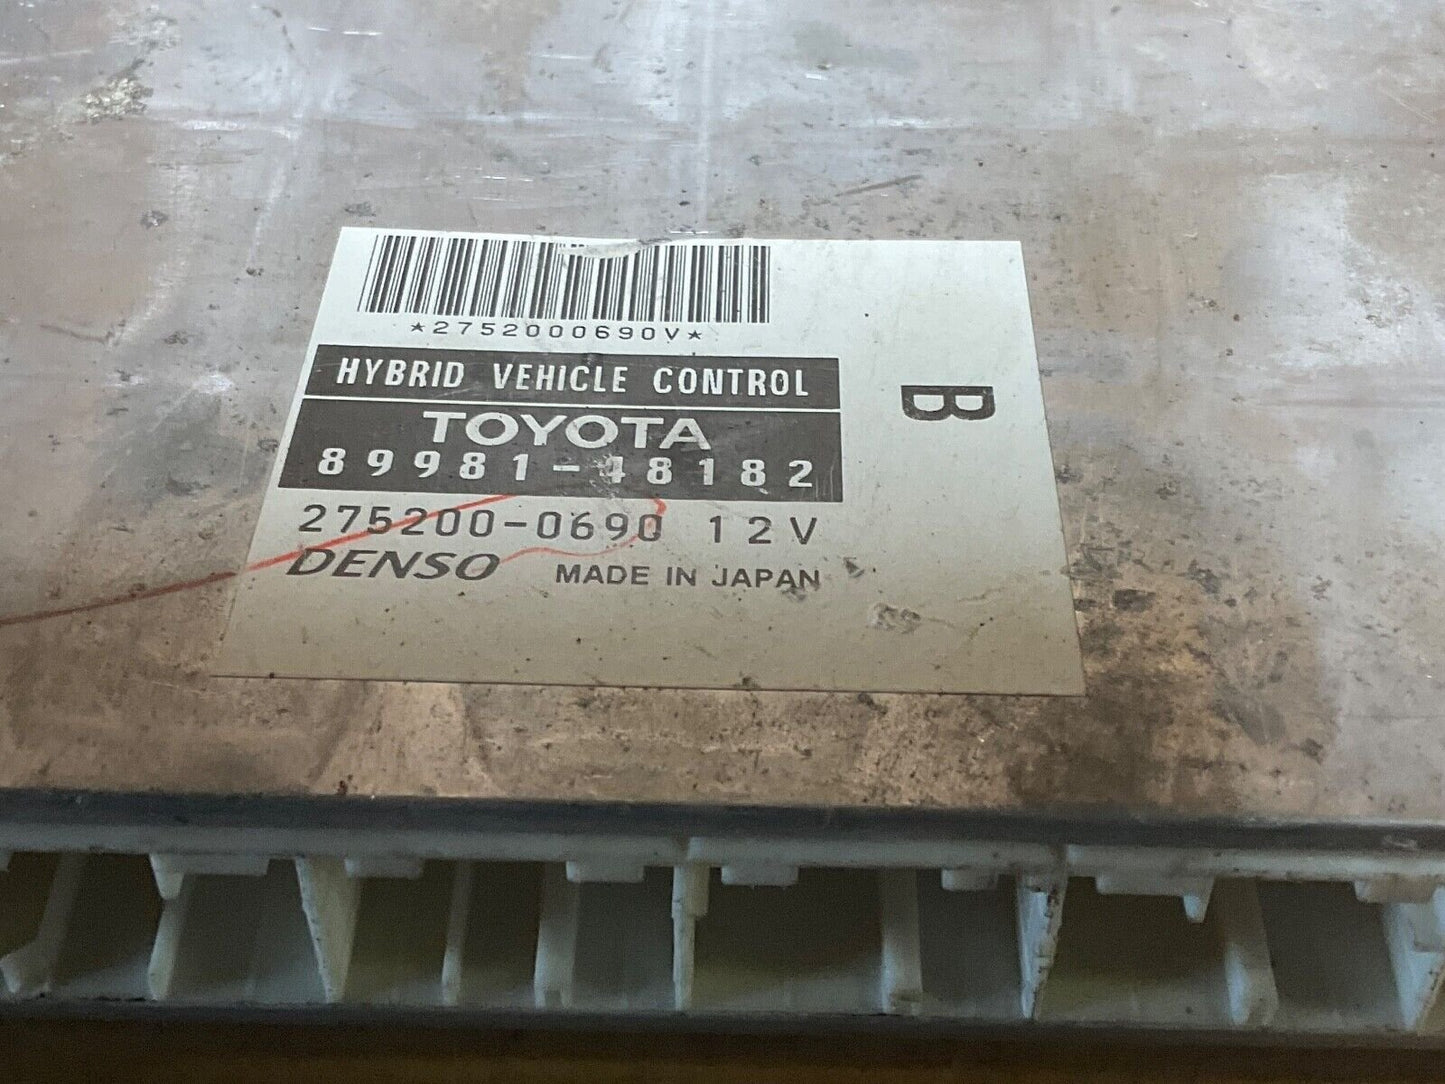 *2752000690V*
HYBRID VEHICLE CONTROL
TOYOTA
89981-48182
275200-0690 12V
DENSO MADE IN JAPAN
B